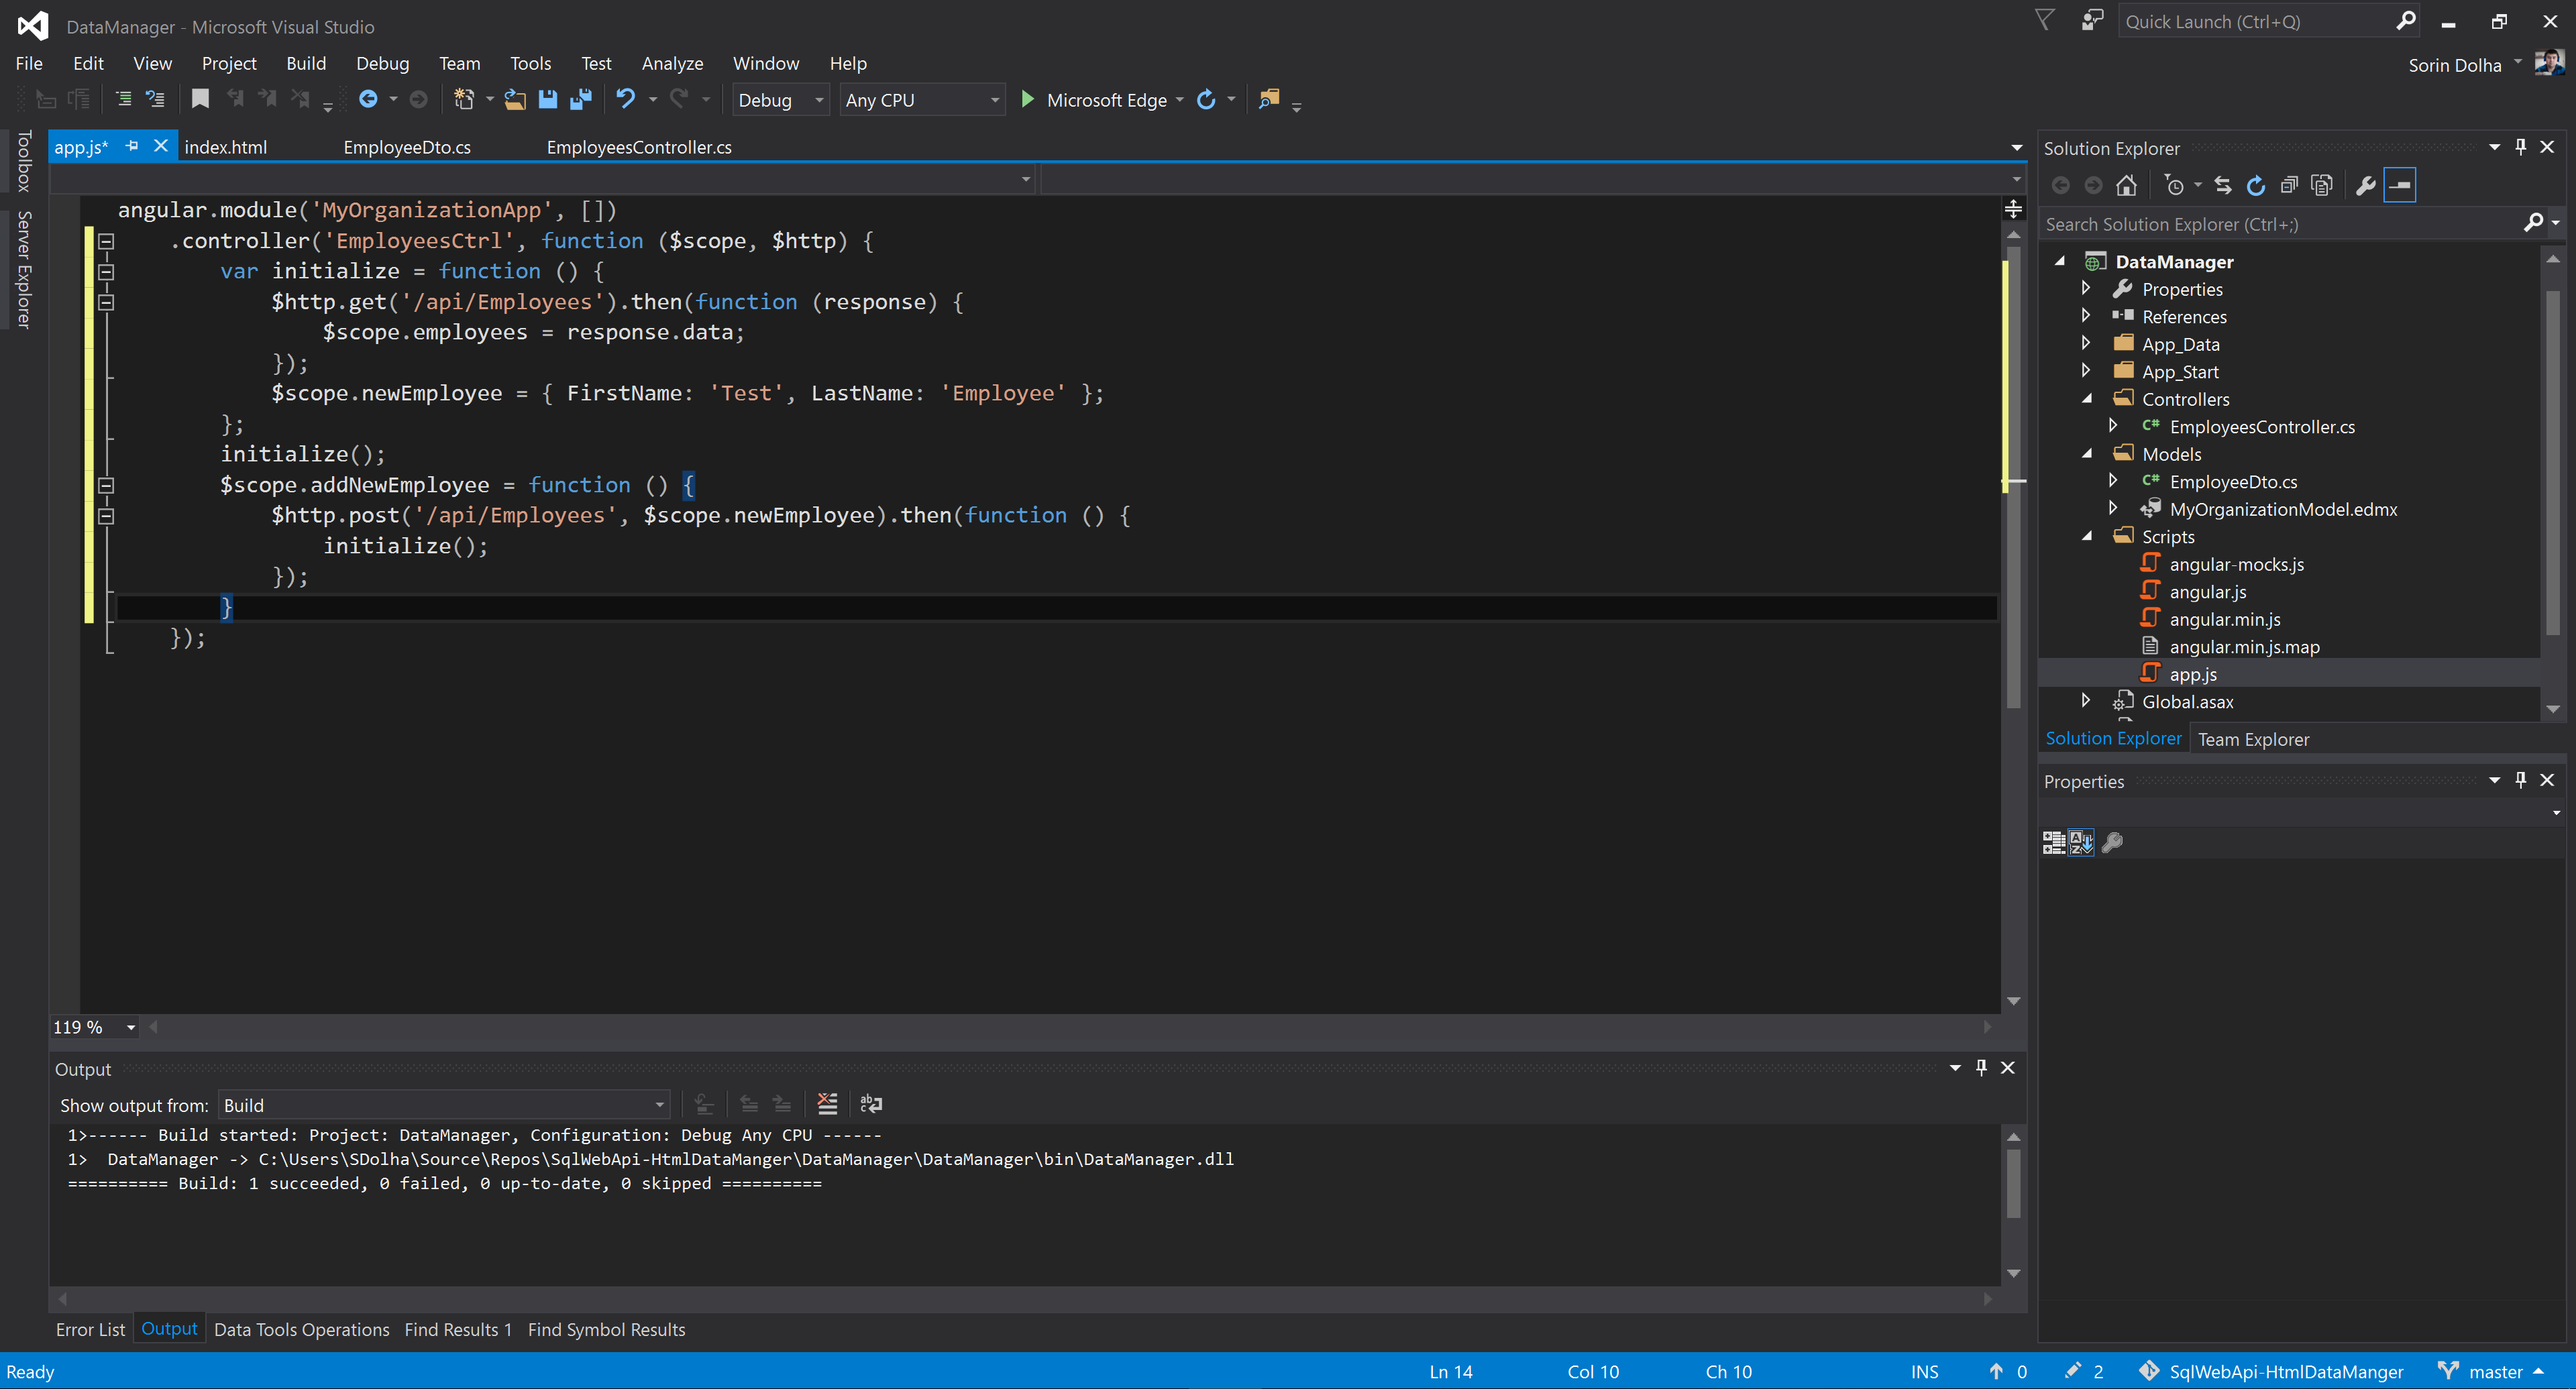 DataManager - Microsoft Visual Studio
Quick Launch (Ctrl+Q)
File Edit View Project Build Debug Team Tools Test Analyze Window Help
Sorin Dolha
Debug Any CPU Microsoft Edge
Toolbox
Server Explorer
app.js* index.html EmployeeDto.cs EmployeesController.cs
angular.module('MyOrganizationApp', [])
.controller('EmployeesCtrl', function ($scope, $http) {
var initialize = function () {
$http.get('/api/Employees').then(function (response) {
$scope.employees = response.data;
});
$scope.newEmployee = { FirstName: 'Test', LastName: 'Employee' };
};
initialize();
$scope.addNewEmployee = function () {
$http.post('/api/Employees', $scope.newEmployee).then(function () {
initialize();
});
}
});
119 %
Output
Show output from: Build
1>------ Build started: Project: DataManager, Configuration: Debug Any CPU ------
1>  DataManager -> C:\Users\SDolha\Source\Repos\SqlWebApi-HtmlDataManger\DataManager\DataManager\bin\DataManager.dll
========== Build: 1 succeeded, 0 failed, 0 up-to-date, 0 skipped ==========
Error List Output Data Tools Operations Find Results 1 Find Symbol Results
Solution Explorer
Search Solution Explorer (Ctrl+;)
DataManager
Properties
References
App_Data
App_Start
Controllers
C# EmployeesController.cs
Models
C# EmployeeDto.cs
MyOrganizationModel.edmx
Scripts
angular-mocks.js
angular.js
angular.min.js
angular.min.js.map
app.js
Global.asax
Solution Explorer Team Explorer
Properties
Ready Ln 14 Col 10 Ch 10 INS 0 2 SqlWebApi-HtmlDataManger master